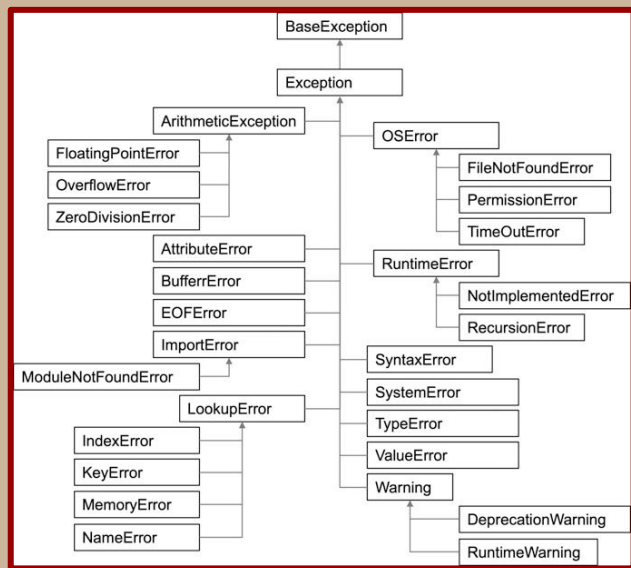 BaseException
Exception
ArithmeticException
OSError
FloatingPointError
FileNotFoundError
OverflowError
PermissionError
ZeroDivisionError
TimeOutError
AttributeError
RuntimeError
BufferrError
NotImplementedError
EOFError
RecursionError
ImportError
SyntaxError
ModuleNotFoundError
SystemError
LookupError
TypeError
IndexError
ValueError
KeyError
Warning
MemoryError
DeprecationWarning
NameError
RuntimeWarning